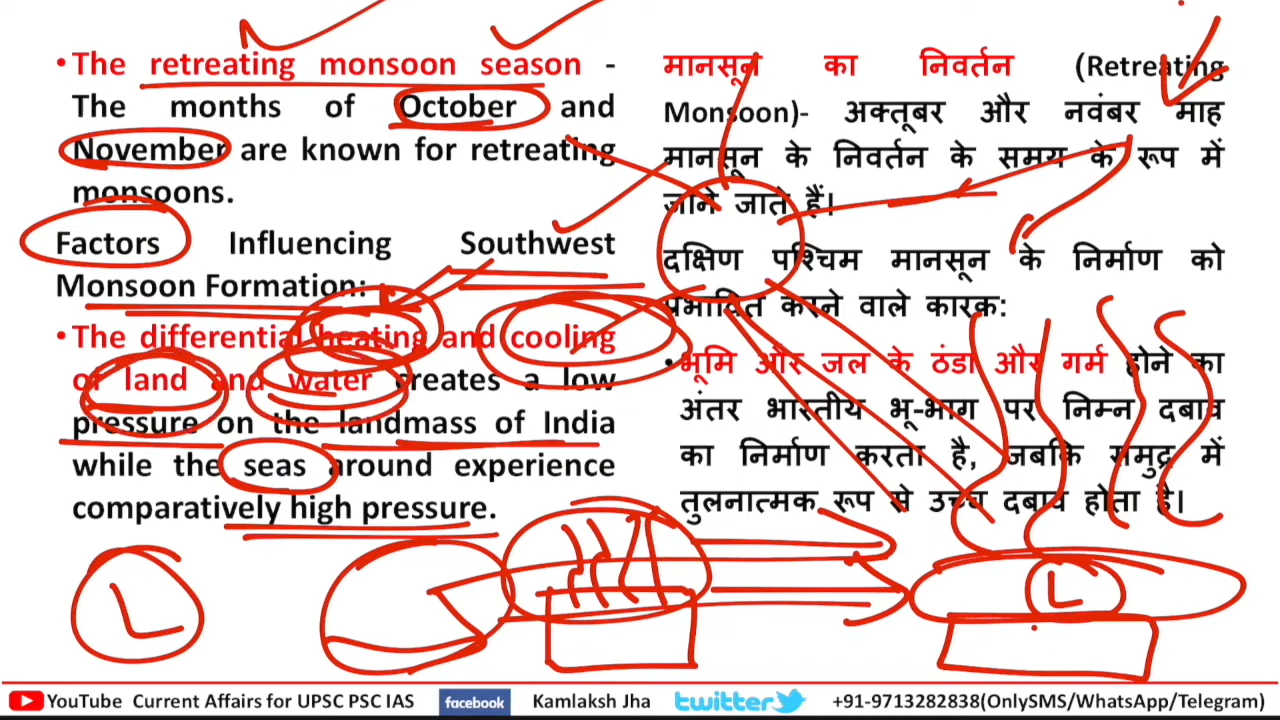 •The retreating monsoon season -
The months of October and
November are known for retreating
monsoons.
Factors Influencing Southwest
Monsoon Formation:
•The differential heating and cooling
of land and water creates a low
pressure on the landmass of India
while the seas around experience
comparatively high pressure.
मानसून का निवर्तन (Retreating
Monsoon)- अक्तूबर और नवंबर माह
मानसून के निवर्तन के समय के रूप में
जाने जाते हैं।
दक्षिण पश्चिम मानसून के निर्माण को
प्रभावित करने वाले कारक:
•भूमि और जल के ठंडा और गर्म होने का
अंतर भारतीय भू-भाग पर निम्न दबाव
का निर्माण करता है, जबकि समुद्र में
तुलनात्मक रूप से उच्च दबाव होता है।
L
L
YouTube Current Affairs for UPSC PSC IAS facebook Kamlaksh Jha twitter +91-9713282838(OnlySMS/WhatsApp/Telegram)